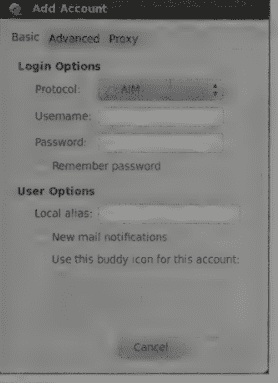 Add Account
Basic Advanced Proxy
Login Options
Protocol: AIM
Username:
Password:
Remember password
User Options
Local alias:
New mail notifications
Use this buddy icon for this account:
Cancel